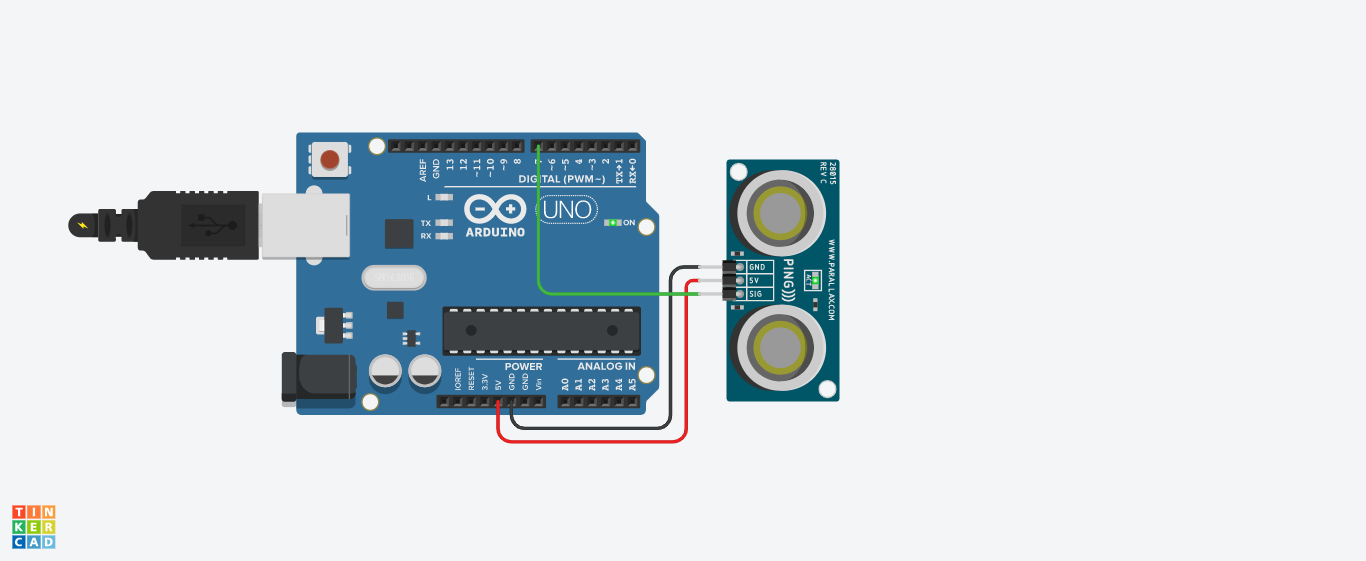 AREF
GND
13
12
~11
~10
~9
8
~6
~5
4
~3
2
TX→1
RX←0
DIGITAL (PWM~)
L
TX
RX
ARDUINO
UNO
ON
POWER
ANALOG IN
IOREF
RESET
3.3V
5V
GND
GND
Vin
A0
A1
A2
A3
A4
A5
28015
REV C
GND
5V
SIG
PING)))
ACT
WWW.PARALLAX.COM
TIN
KER
CAD